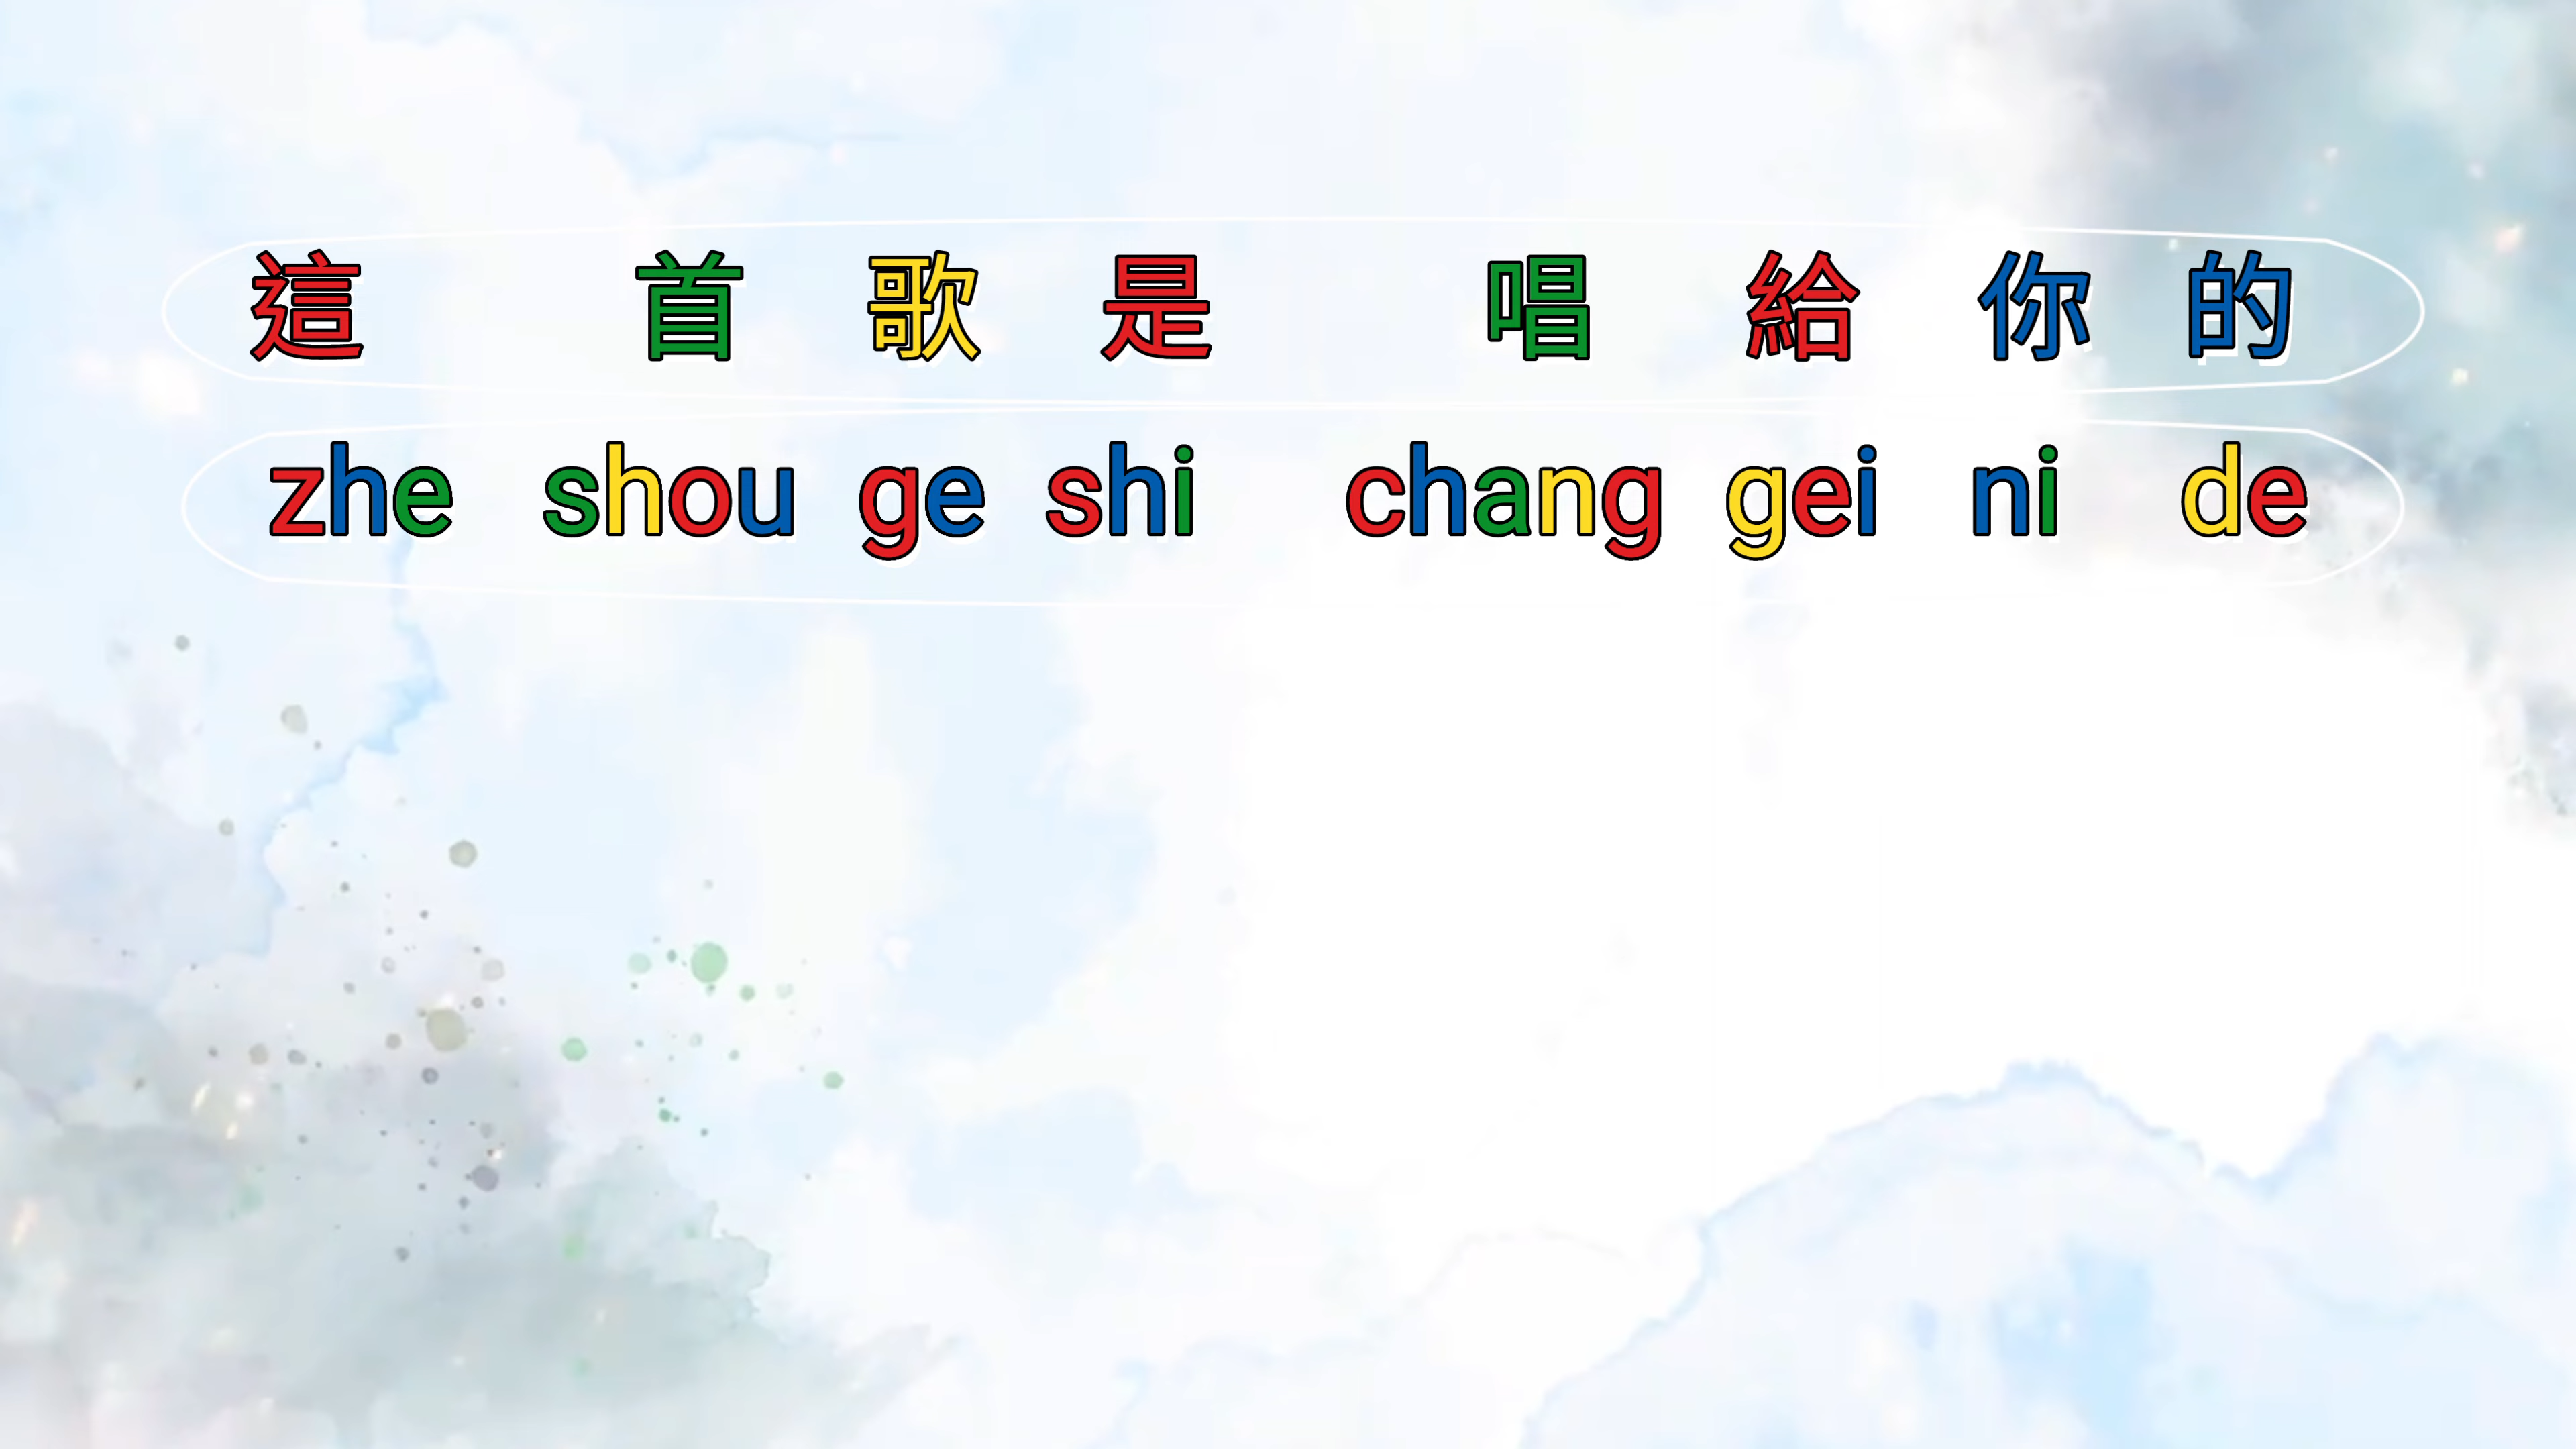 這 首 歌 是 唱 給 你 的
zhe shou ge shi chang gei ni de